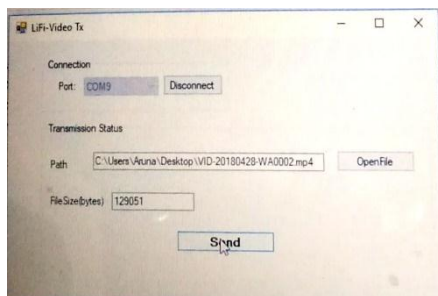 LiFi-Video Tx
Connection
Port: COM9 Disconnect
Transmission Status
Path C:\Users\Aruna\Desktop\VID-20180428-WA0002.mp4 OpenFile
FileSize(bytes) 129051
Send